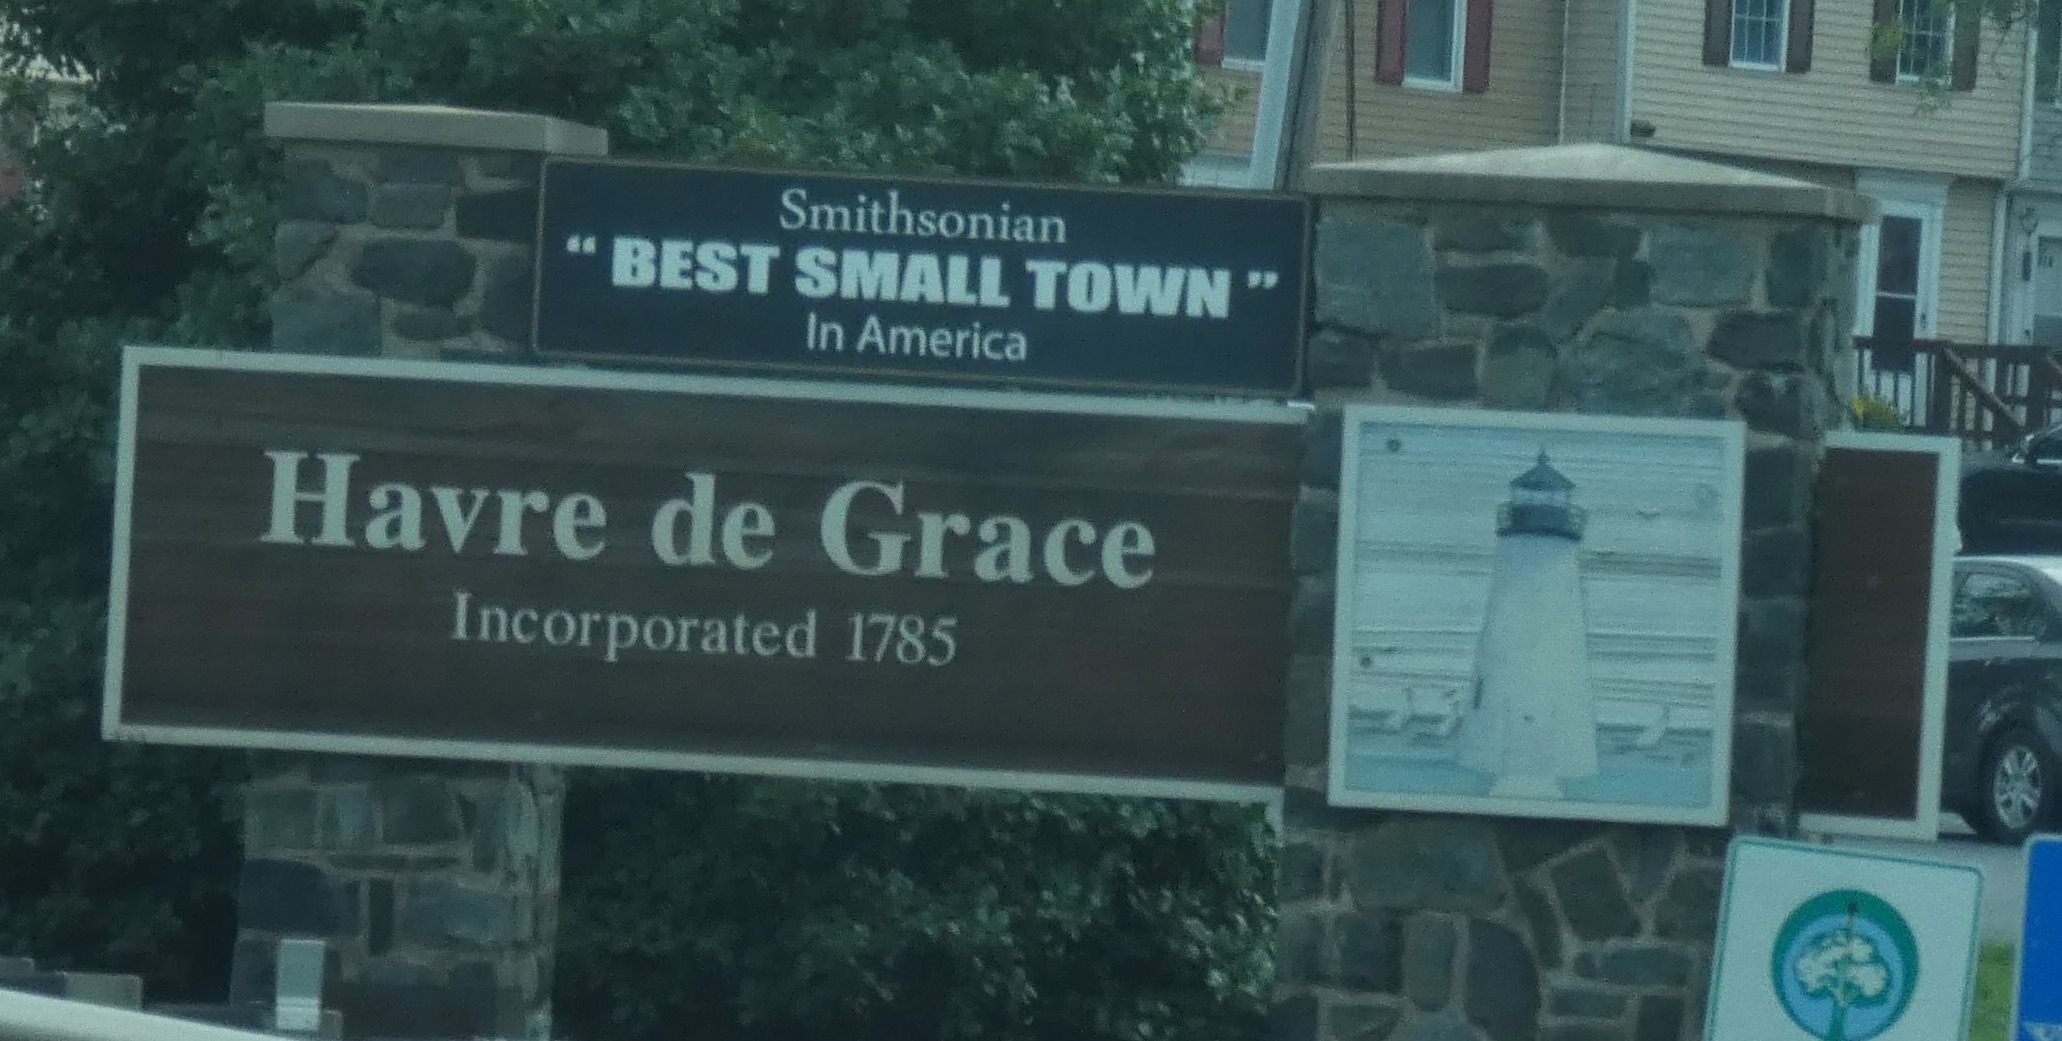 Smithsonian
“BEST SMALL TOWN”
In America
Havre de Grace
Incorporated 1785